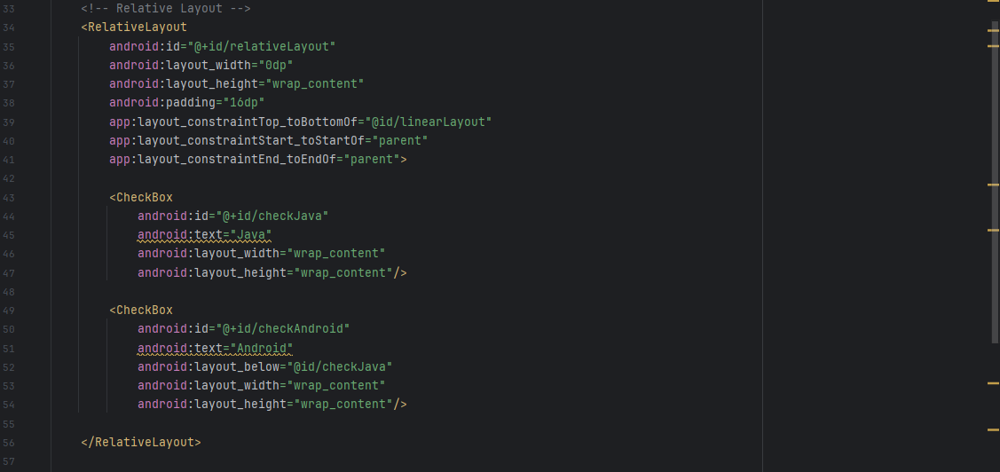 33 <!-- Relative Layout -->
34 <RelativeLayout
35 android:id="@+id/relativeLayout"
36 android:layout_width="0dp"
37 android:layout_height="wrap_content"
38 android:padding="16dp"
39 app:layout_constraintTop_toBottomOf="@id/linearLayout"
40 app:layout_constraintStart_toStartOf="parent"
41 app:layout_constraintEnd_toEndOf="parent">
42
43 <CheckBox
44 android:id="@+id/checkJava"
45 android:text="Java"
46 android:layout_width="wrap_content"
47 android:layout_height="wrap_content"/>
48
49 <CheckBox
50 android:id="@+id/checkAndroid"
51 android:text="Android"
52 android:layout_below="@id/checkJava"
53 android:layout_width="wrap_content"
54 android:layout_height="wrap_content"/>
55
56 </RelativeLayout>
57